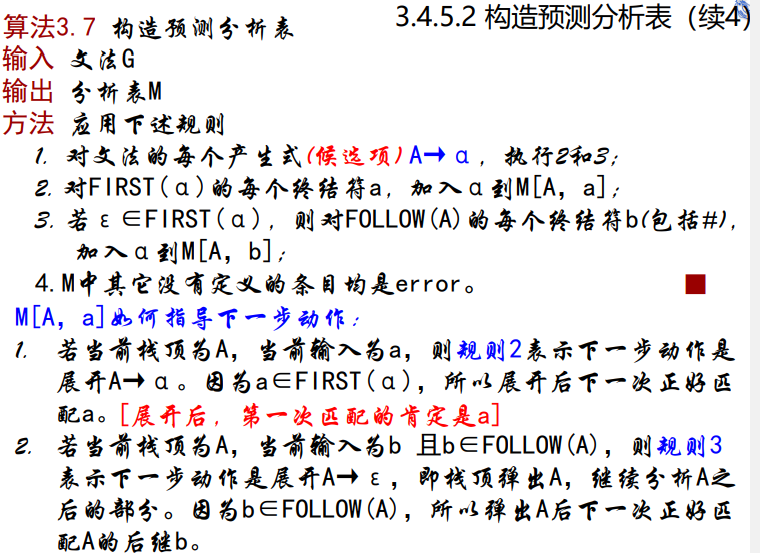 3.4.5.2 构造预测分析表（续4）
算法3.7 构造预测分析表
输入 文法G
输出 分析表M
方法 应用下述规则
1. 对文法的每个产生式(候选项)A→α，执行2和3；
2. 对FIRST(α)的每个终结符a，加入α到M[A，a]；
3. 若ε∈FIRST(α)，则对FOLLOW(A)的每个终结符b(包括#)，
加入α到M[A，b]；
4. M中其它没有定义的条目均是error。
M[A，a]如何指导下一步动作：
1. 若当前栈顶为A，当前输入为a，则规则2表示下一步动作是
展开A→α。因为a∈FIRST(α)，所以展开后下一次正好匹
配a。[展开后，第一次匹配的肯定是a]
2. 若当前栈顶为A，当前输入为b 且b∈FOLLOW(A)，则规则3
表示下一步动作是展开A→ε，即栈顶弹出A，继续分析A之
后的部分。因为b∈FOLLOW(A)，所以弹出A后下一次正好匹
配A的后继b。